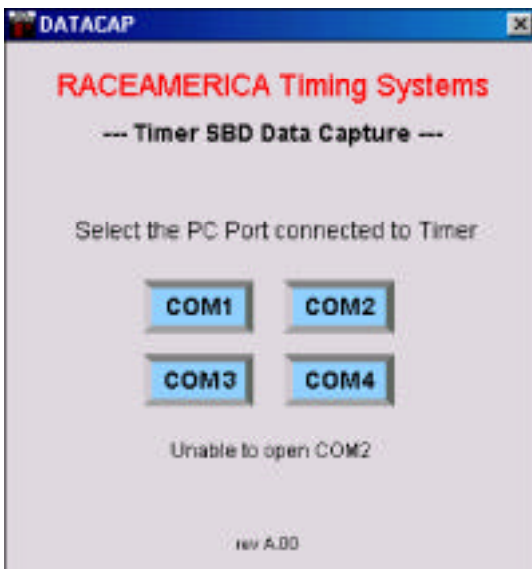 DATACAP
RACEAMERICA Timing Systems
--- Timer SBD Data Capture ---
Select the PC Port connected to Timer
COM1 COM2
COM3 COM4
Unable to open COM2
rev A.00